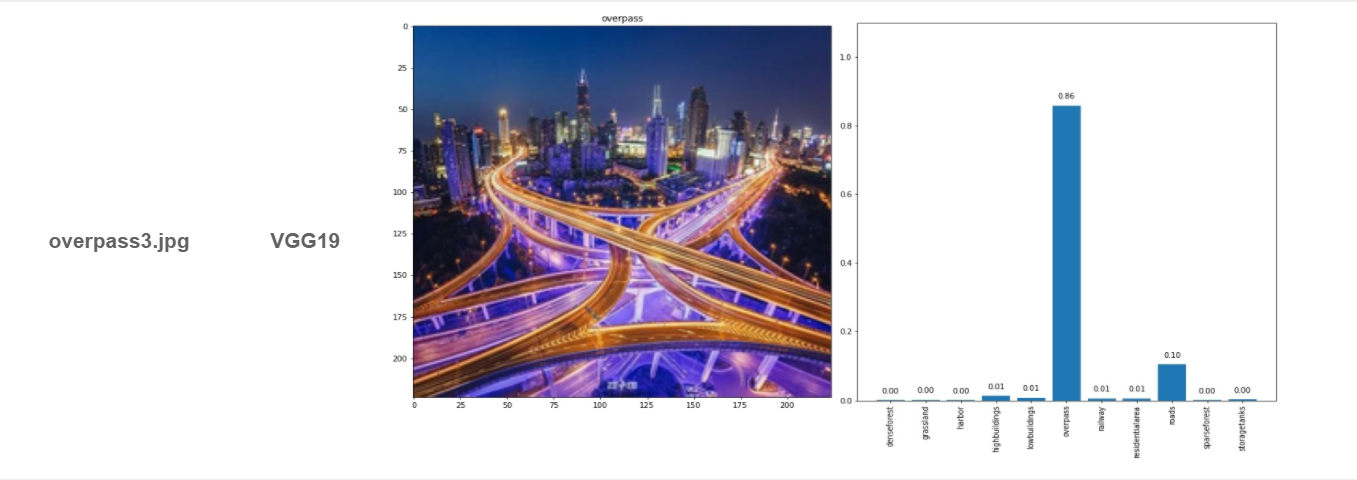 overpass3.jpg
VGG19
overpass
0
25
50
75
100
125
150
175
200
0 25 50 75 100 125 150 175 200
1.0
0.8
0.6
0.4
0.2
0.0
0.00 0.00 0.00 0.01 0.01 0.86 0.01 0.01 0.10 0.00 0.00
denseforest
grassland
harbor
highbuildings
lowbuildings
overpass
railway
residentialarea
roads
sparseforest
storagetanks